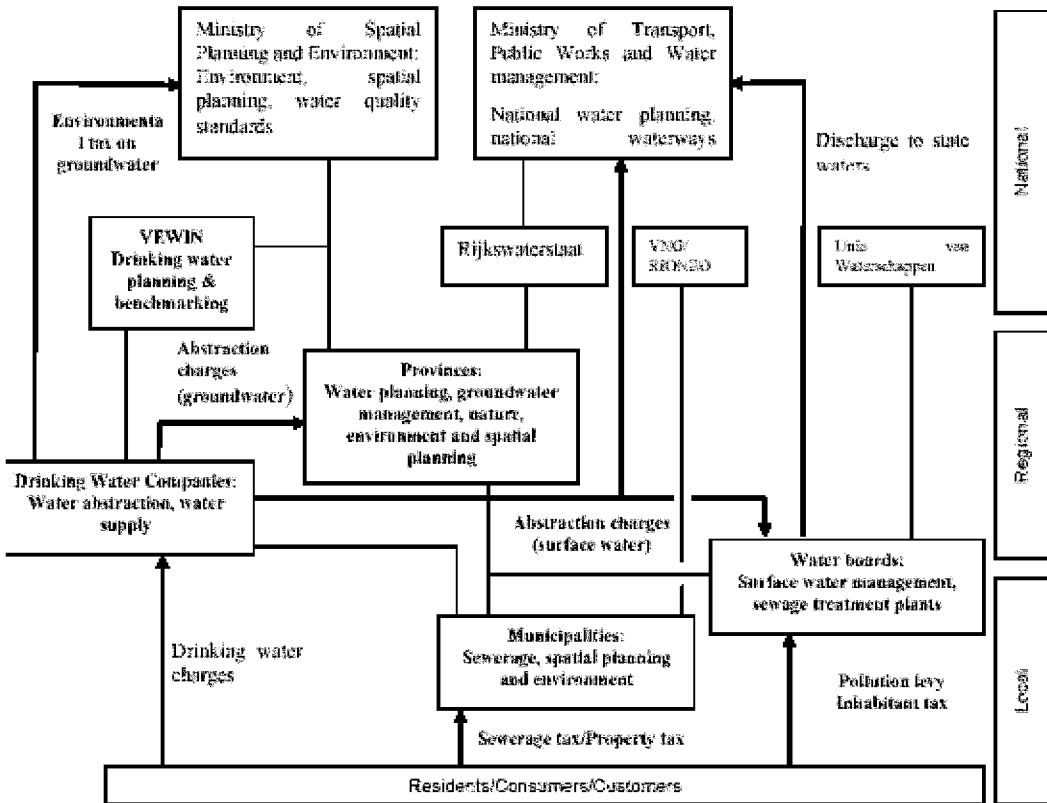 Ministry of Spatial
Planning and Environment:
Environment, spatial
planning, water quality
standards
Ministry of Transport,
Public Works and Water
management:
National water planning,
national waterways
National
Environmenta
l tax on
groundwater
Discharge to state
waters
VEWIN
Drinking water
planning &
benchmarking
Rijkswaterstaat
VNG/
RIONED
Unie van
Waterschappen
Abstraction
charges
(groundwater)
Provinces:
Water planning, groundwater
management, nature,
environment and spatial
planning
Regional
Drinking Water Companies:
Water abstraction, water
supply
Abstraction charges
(surface water)
Water boards:
Surface water management,
sewage treatment plants
Drinking water
charges
Municipalities:
Sewerage, spatial planning
and environment
Pollution levy
Inhabitant tax
Local
Sewerage tax/Property tax
Residents/Consumers/Customers